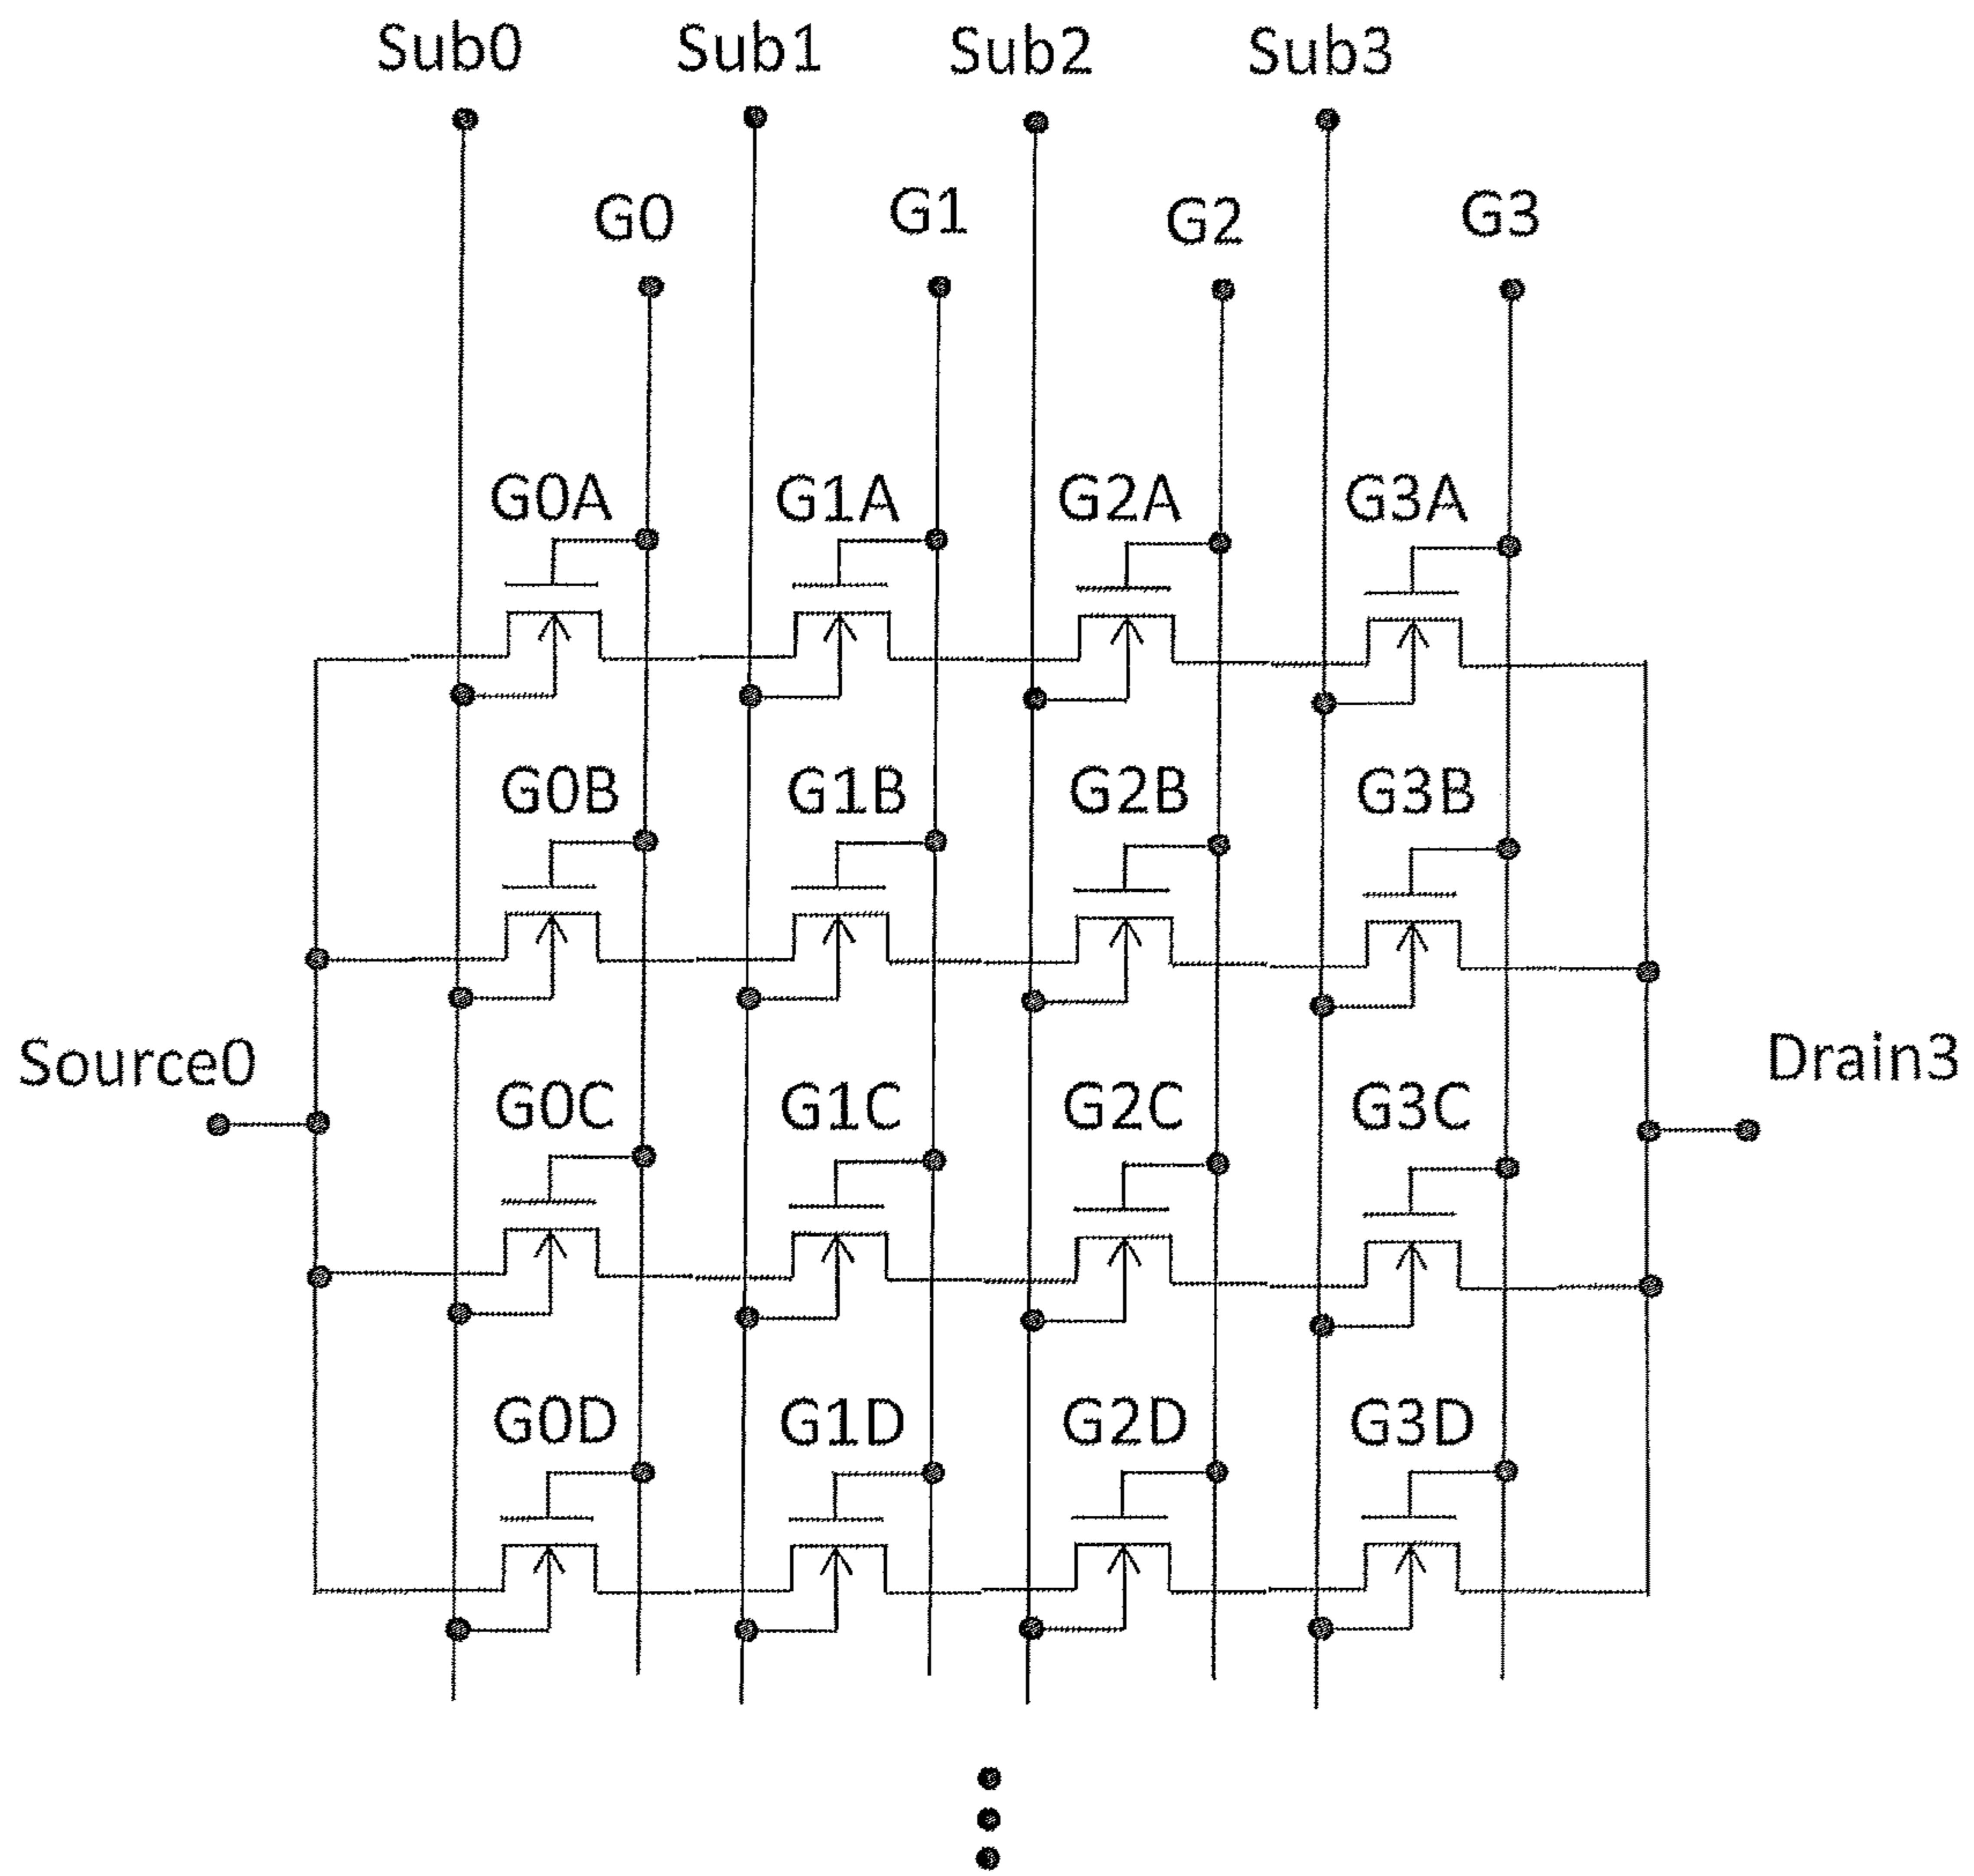 Sub0 Sub1 Sub2 Sub3
G0 G1 G2 G3
G0A G1A G2A G3A
G0B G1B G2B G3B
Source0 Drain3
G0C G1C G2C G3C
G0D G1D G2D G3D